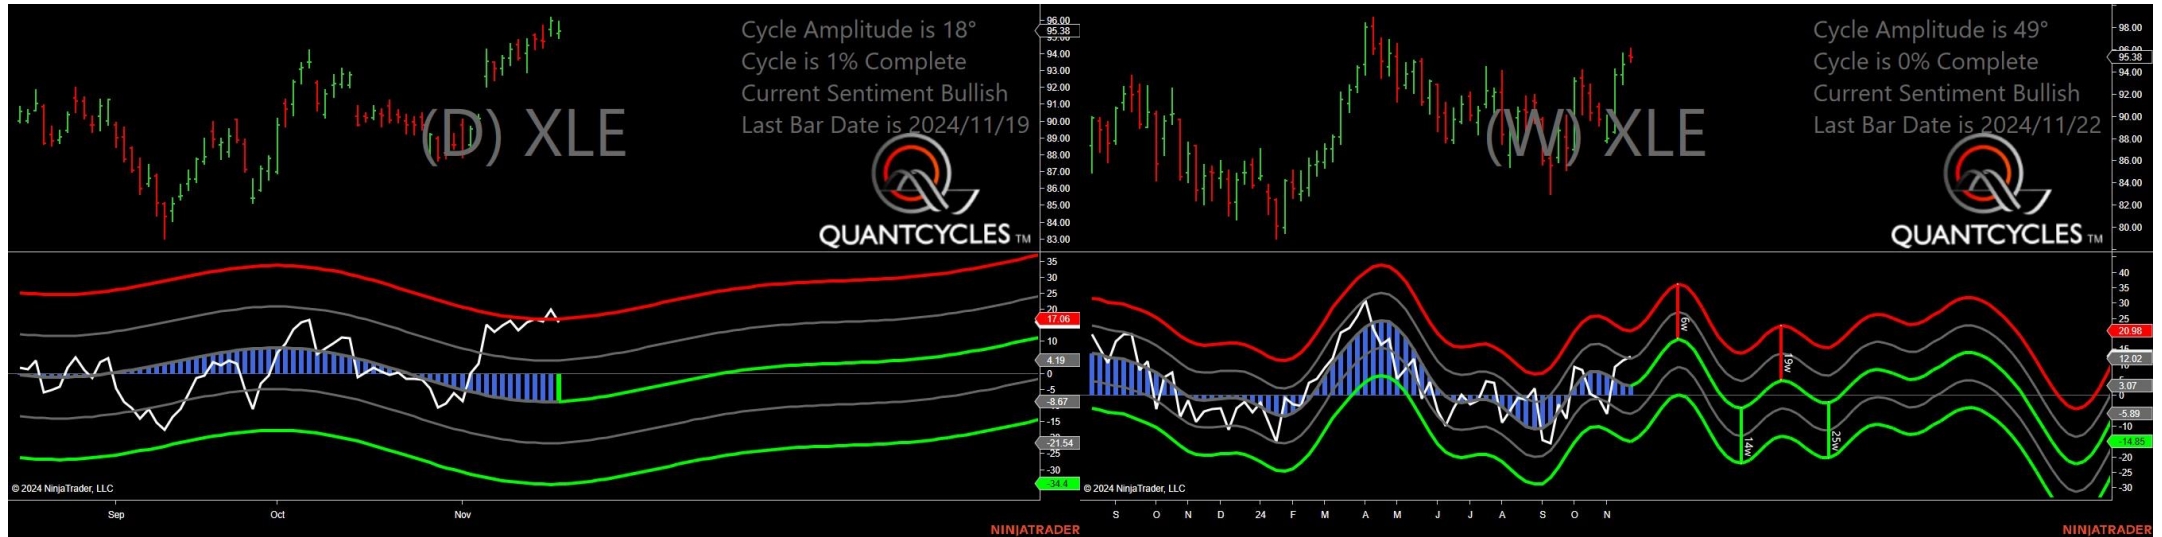 Cycle Amplitude is 18°
Cycle is 1% Complete
Current Sentiment Bullish
Last Bar Date is 2024/11/19
(D) XLE
QUANTCYCLES TM
96.00
95.38
94.00
93.00
92.00
91.00
90.00
89.00
88.00
87.00
86.00
85.00
84.00
83.00
35
30
25
20
17.06
10
4.19
0
-5
-8.67
-15
-21.54
-25
-30
-34.4
© 2024 NinjaTrader, LLC
Sep Oct Nov
NINJATRADER
Cycle Amplitude is 49°
Cycle is 0% Complete
Current Sentiment Bullish
Last Bar Date is 2024/11/22
(W) XLE
QUANTCYCLES TM
98.00
95.38
94.00
92.00
90.00
88.00
86.00
84.00
82.00
80.00
40
35
30
25
20.98
12.02
3.07
0
-5.89
-10
-14.85
-20
-25
-30
6w
14w
19w
25w
© 2024 NinjaTrader, LLC
S O N D 24 F M A M J J A S O N
NINJATRADER